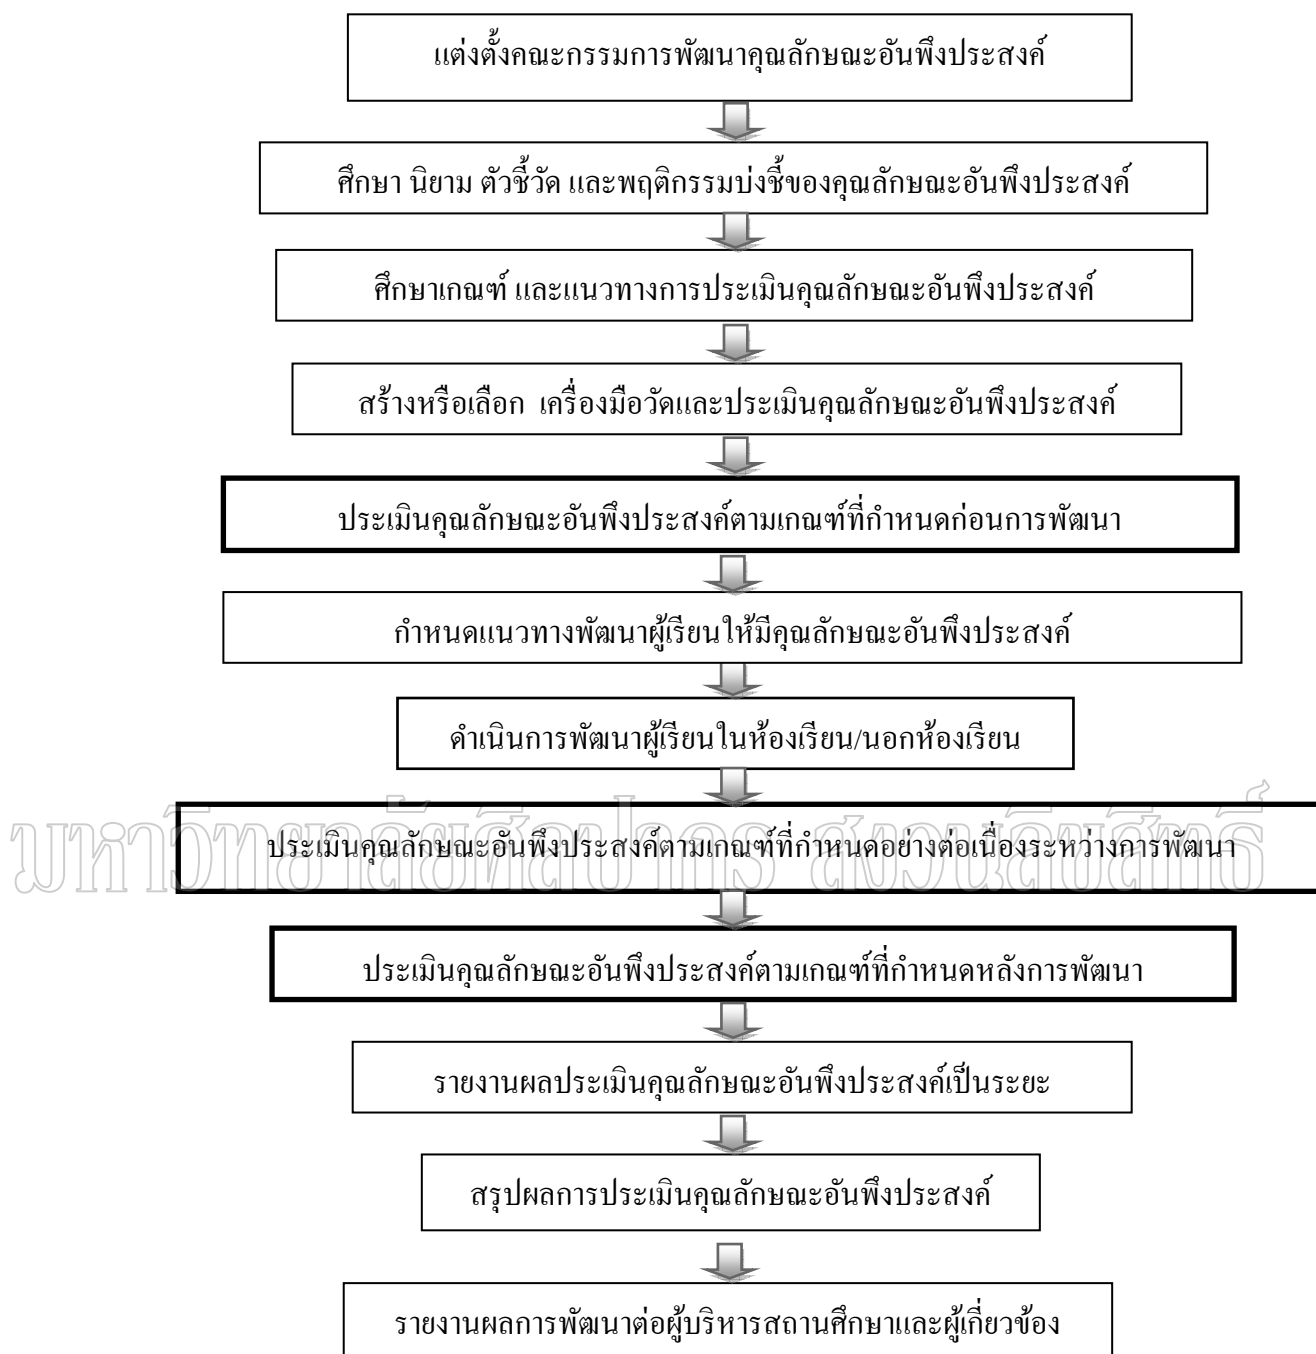 แต่งตั้งคณะกรรมการพัฒนาคุณลักษณะอันพึงประสงค์
ศึกษา นิยาม ตัวชี้วัด และพฤติกรรมบ่งชี้ของคุณลักษณะอันพึงประสงค์
ศึกษาเกณฑ์ และแนวทางการประเมินคุณลักษณะอันพึงประสงค์
สร้างหรือเลือก เครื่องมือวัดและประเมินคุณลักษณะอันพึงประสงค์
ประเมินคุณลักษณะอันพึงประสงค์ตามเกณฑ์ที่กำหนดก่อนการพัฒนา
กำหนดแนวทางพัฒนาผู้เรียนให้มีคุณลักษณะอันพึงประสงค์
ดำเนินการพัฒนาผู้เรียนในห้องเรียน/นอกห้องเรียน
มหาวิทยาลัยศิลปากร สงวนลิขสิทธิ์
ประเมินคุณลักษณะอันพึงประสงค์ตามเกณฑ์ที่กำหนดอย่างต่อเนื่องระหว่างการพัฒนา
ประเมินคุณลักษณะอันพึงประสงค์ตามเกณฑ์ที่กำหนดหลังการพัฒนา
รายงานผลประเมินคุณลักษณะอันพึงประสงค์เป็นระยะ
สรุปผลการประเมินคุณลักษณะอันพึงประสงค์
รายงานผลการพัฒนาต่อผู้บริหารสถานศึกษาและผู้เกี่ยวข้อง